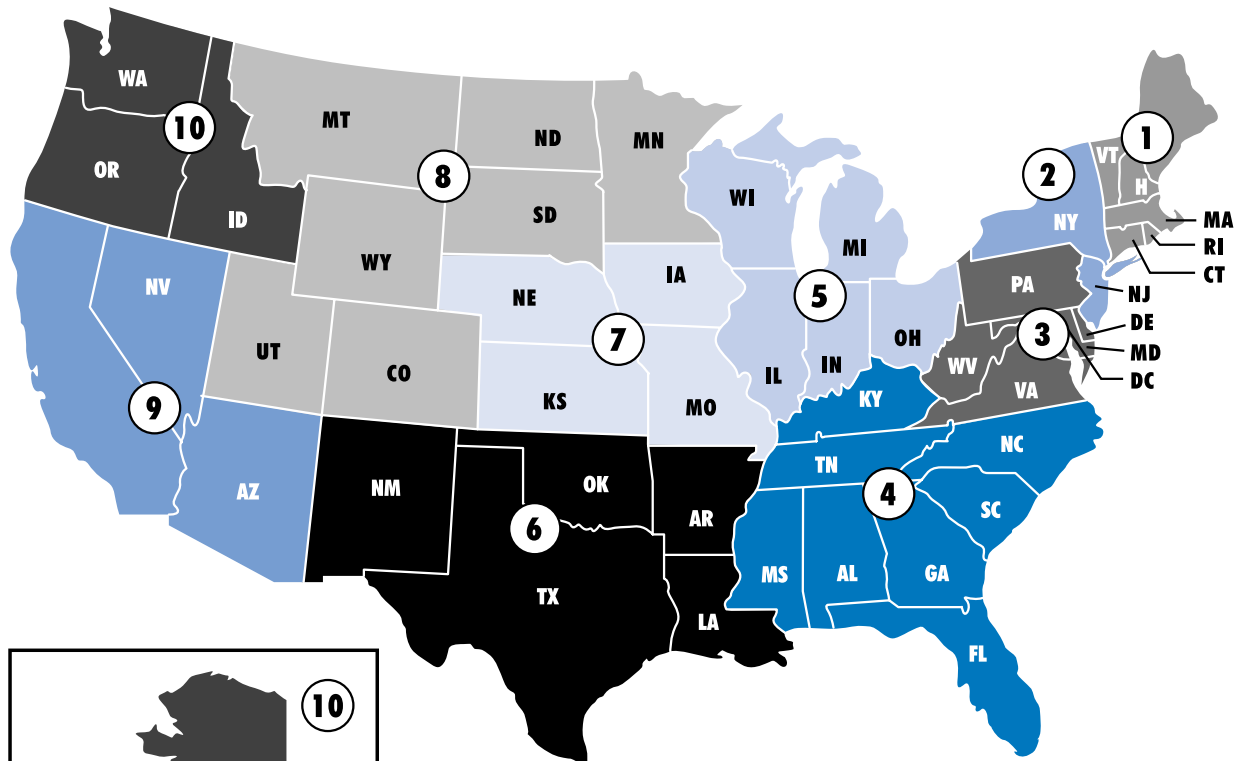 WA
10
OR
ID
MT
8
ND
MN
SD
WY
WI
MI
5
1
VT
H
2
NY
MA
RI
CT
NJ
PA
DE
3
MD
DC
WV
VA
NV
9
AZ
UT
CO
NE
IA
7
KS
MO
IL
IN
OH
KY
TN
NC
4
SC
MS
AL
GA
FL
NM
OK
6
AR
TX
LA
10